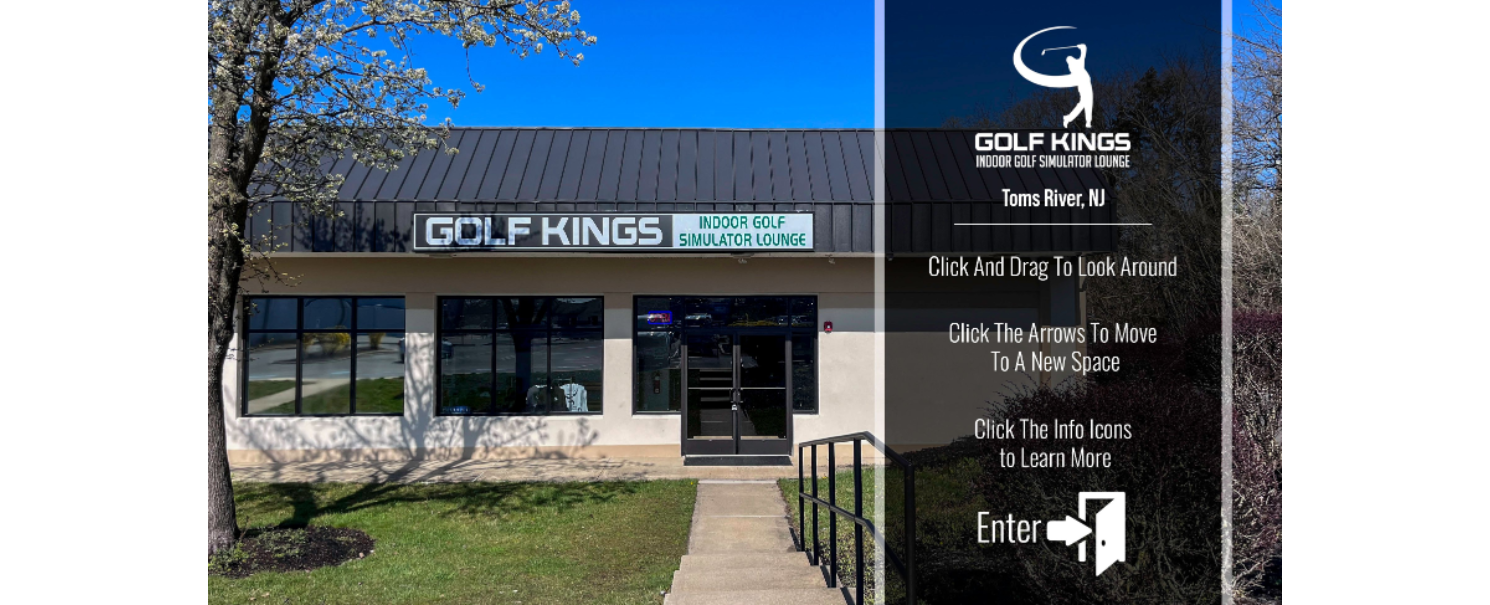 GOLF KINGS
INDOOR GOLF
SIMULATOR LOUNGE
GOLF KINGS
INDOOR GOLF SIMULATOR LOUNGE
Toms River, NJ
Click And Drag To Look Around
Click The Arrows To Move
To A New Space
Click The Info Icons
to Learn More
Enter